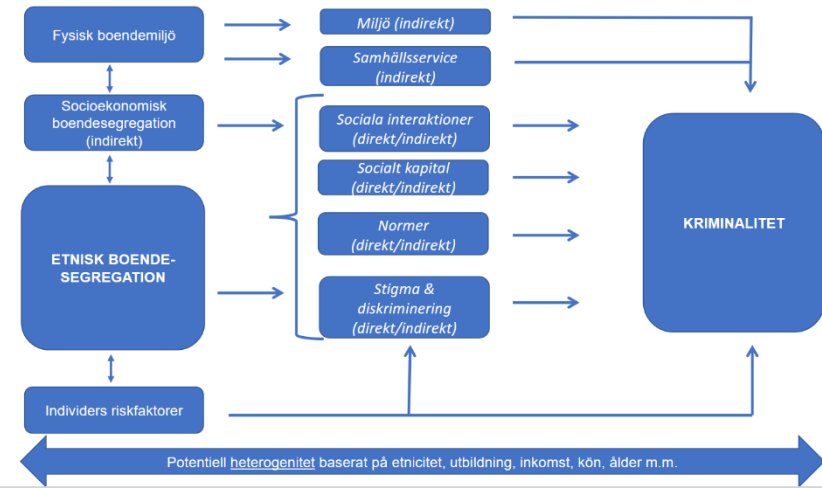 Fysisk boendemiljö
Miljö (indirekt)
Samhällsservice
(indirekt)
Socioekonomisk
boendesegregation
(indirekt)
Sociala interaktioner
(direkt/indirekt)
Socialt kapital
(direkt/indirekt)
ETNISK BOENDE-
SEGREGATION
Normer
(direkt/indirekt)
Stigma &
diskriminering
(direkt/indirekt)
KRIMINALITET
Individers riskfaktorer
Potentiell heterogenitet baserat på etnicitet, utbildning, inkomst, kön, ålder m.m.